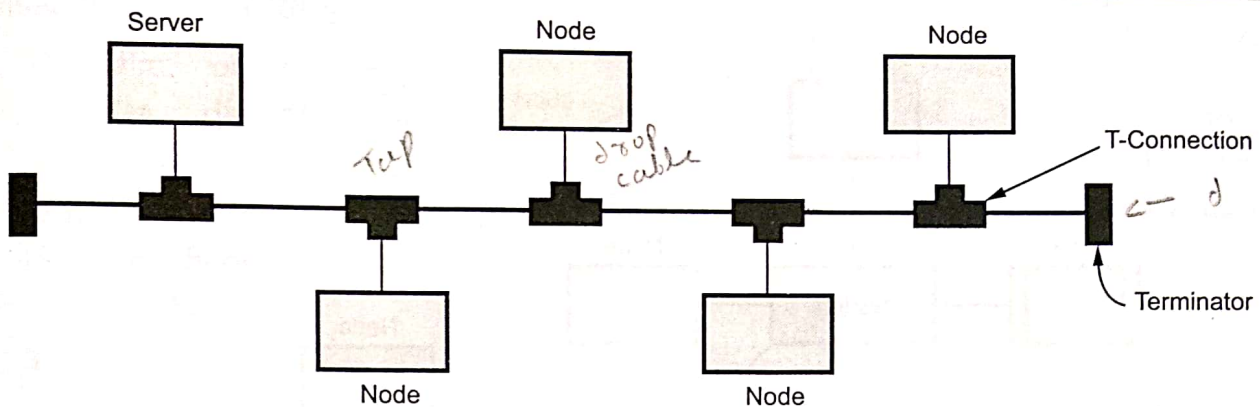 Server
Node
Node
Tap
drop
cable
T-Connection
d
Terminator
Node
Node